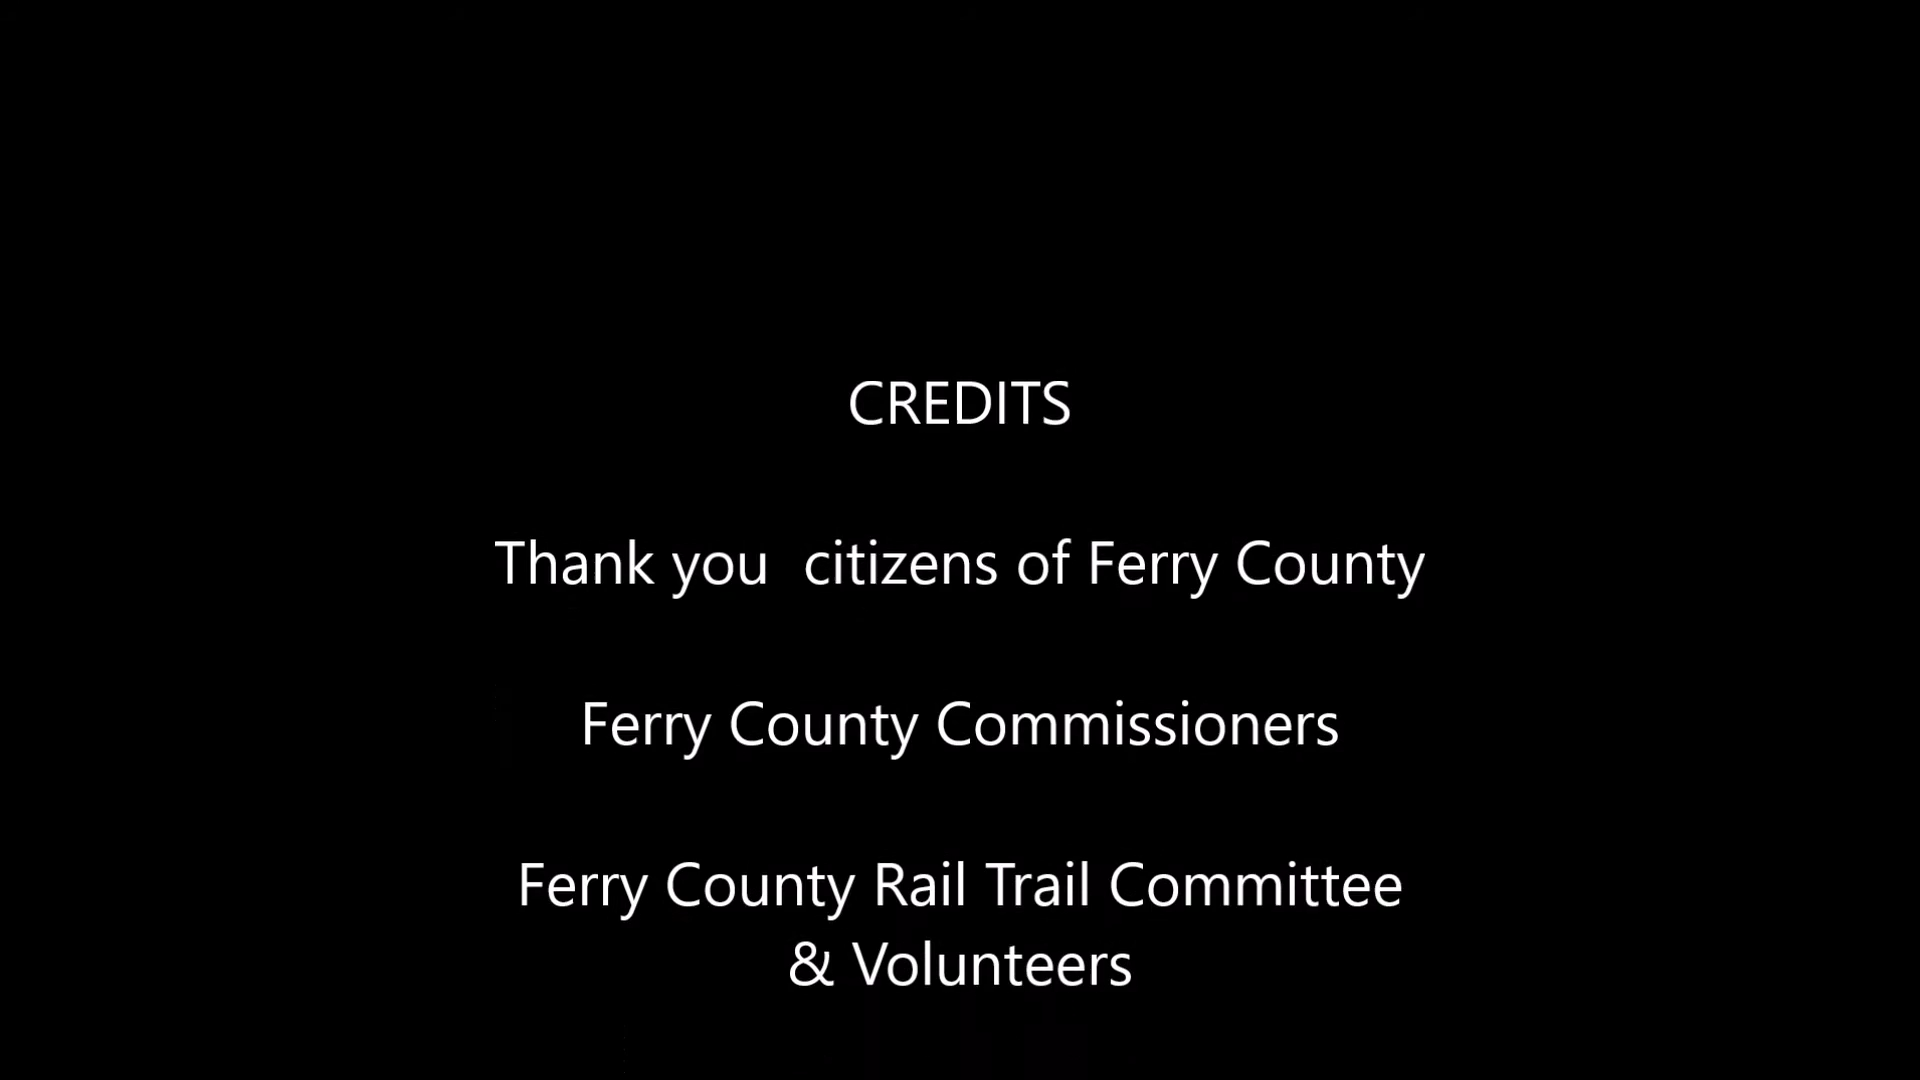 CREDITS
Thank you  citizens of Ferry County
Ferry County Commissioners
Ferry County Rail Trail Committee
& Volunteers